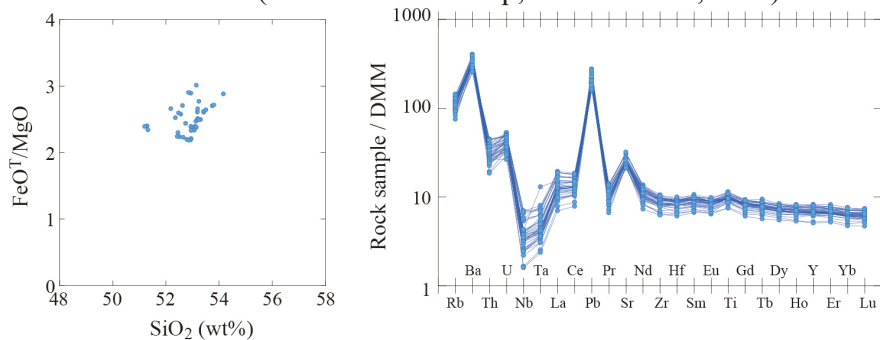 4
3
2
1
0
FeOᵀ/MgO
48
50
52
54
56
58
SiO₂ (wt%)
1000
100
10
1
Rock sample / DMM
Ba
U
Ta
Ce
Pr
Nd
Hf
Eu
Gd
Dy
Y
Yb
Rb
Th
Nb
La
Pb
Sr
Zr
Sm
Ti
Tb
Ho
Er
Lu